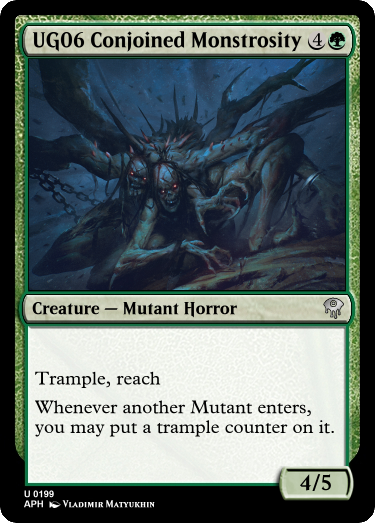 UG06 Conjoined Monstrosity 4
Creature — Mutant Horror
Trample, reach
Whenever another Mutant enters,
you may put a trample counter on it.
4/5
U 0199
APH Vladimir Matyukhin